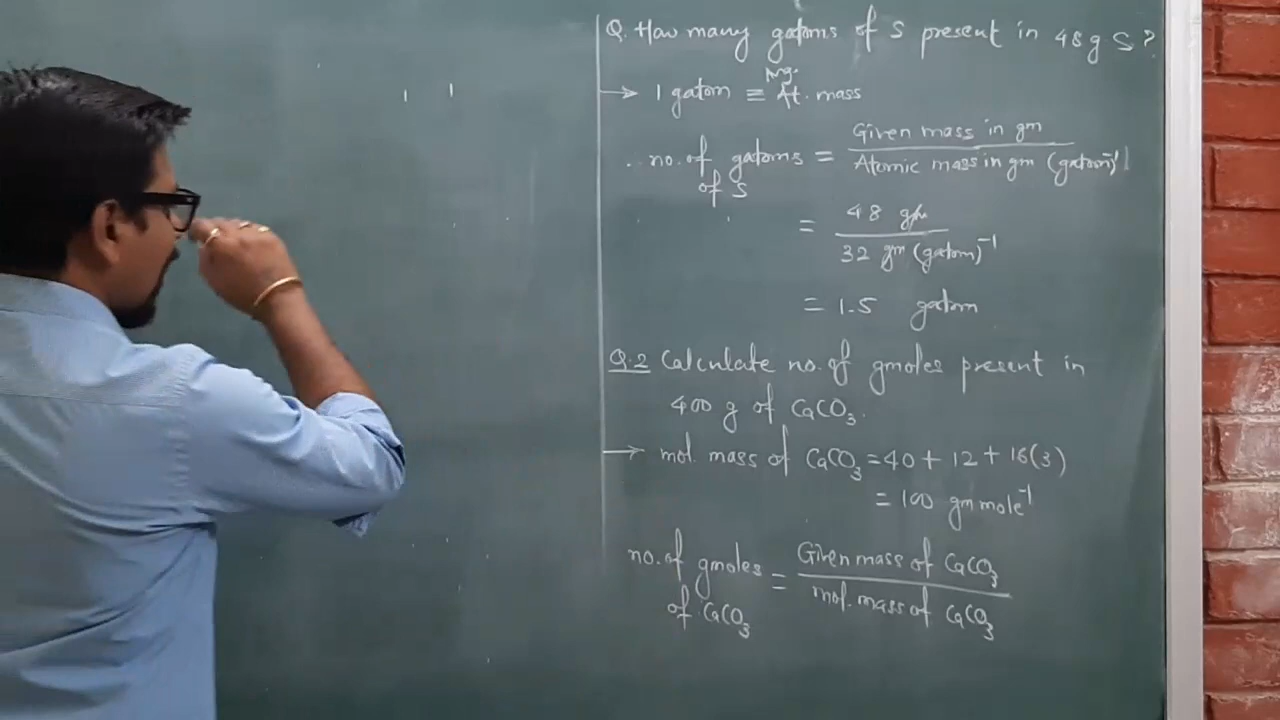 Q. How many gatoms of S present in 48 g S ?
→ 1 gatom ≡ Avg. At. mass
no. of gatoms of S = Given mass in gm / Atomic mass in gm (gatom)⁻¹
= 48 gm / 32 gm (gatom)⁻¹
= 1.5 gatom
Q.2 Calculate no. of gmoles present in
400 g of CaCO₃.
→ mol. mass of CaCO₃ = 40 + 12 + 16(3)
= 100 gm mole⁻¹
no. of gmoles of CaCO₃ = Given mass of CaCO₃ / mol. mass of CaCO₃